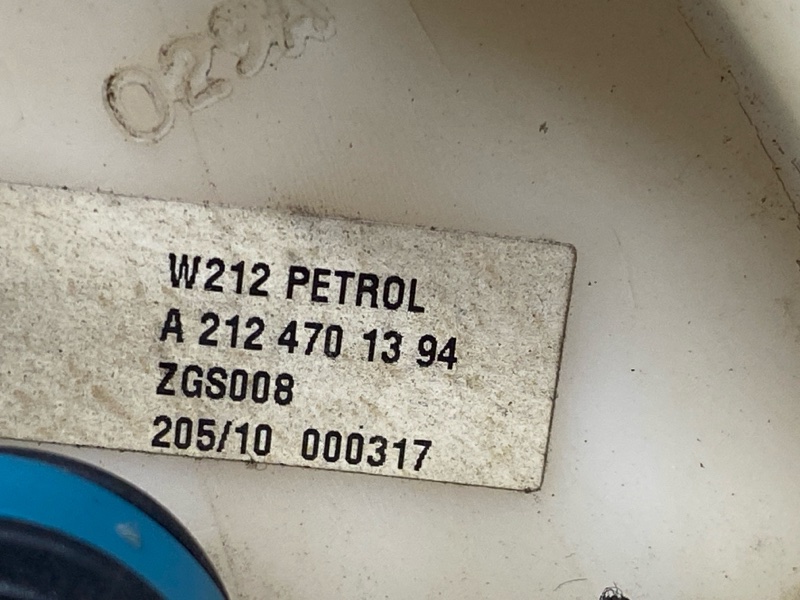 W212 PETROL
A 212 470 13 94
ZGS008
205/10 000317